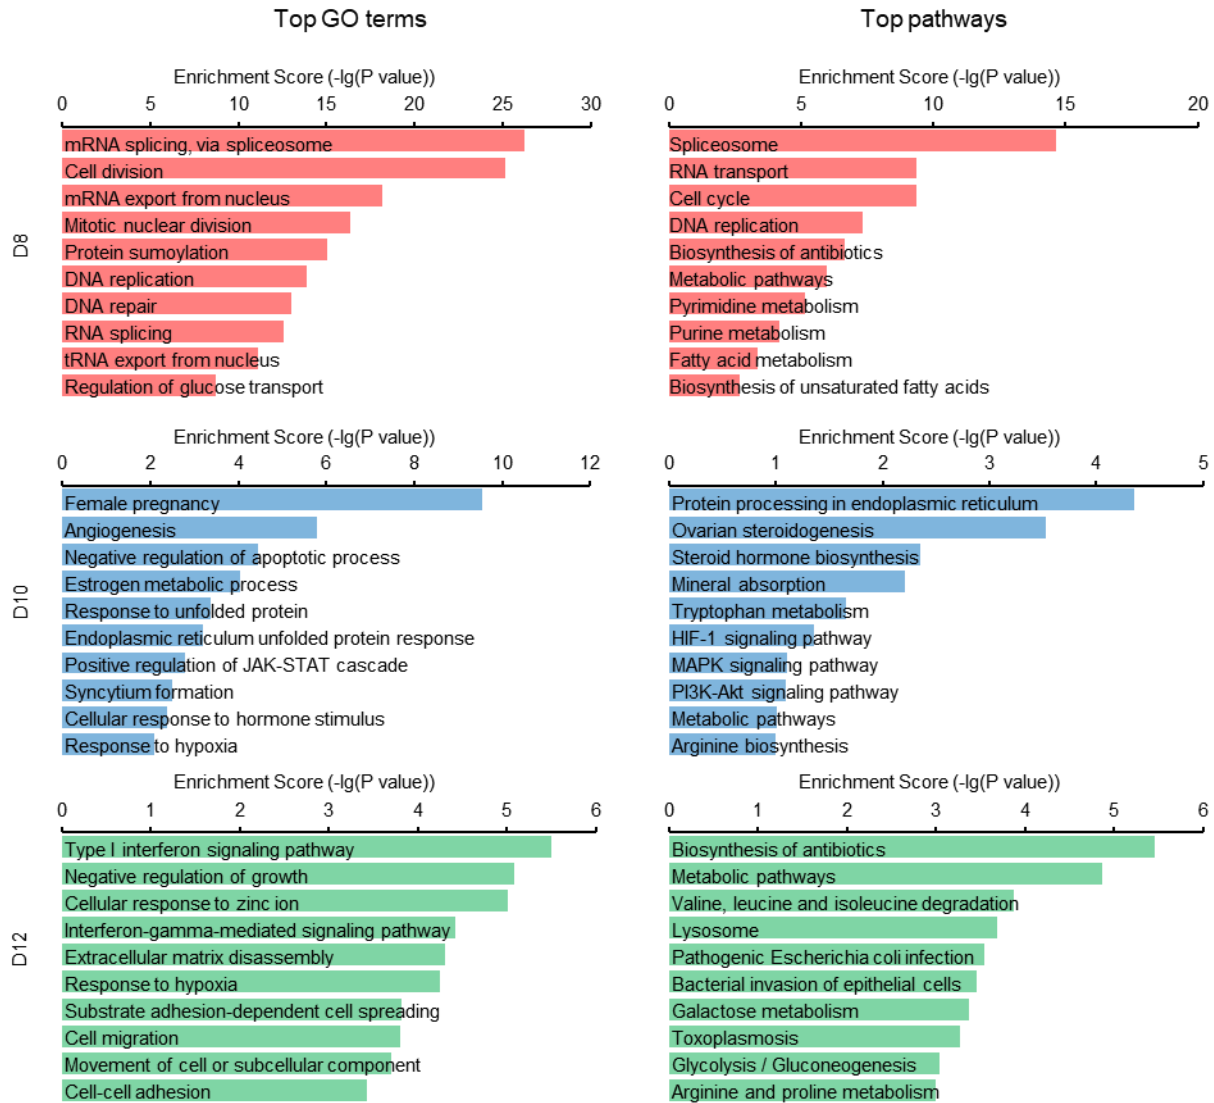 Top GO terms
Top pathways
D8
Enrichment Score (-lg(P value))
0 5 10 15 20 25 30
mRNA splicing, via spliceosome
Cell division
mRNA export from nucleus
Mitotic nuclear division
Protein sumoylation
DNA replication
DNA repair
RNA splicing
tRNA export from nucleus
Regulation of glucose transport
Enrichment Score (-lg(P value))
0 5 10 15 20
Spliceosome
RNA transport
Cell cycle
DNA replication
Biosynthesis of antibiotics
Metabolic pathways
Pyrimidine metabolism
Purine metabolism
Fatty acid metabolism
Biosynthesis of unsaturated fatty acids
D10
Enrichment Score (-lg(P value))
0 2 4 6 8 10 12
Female pregnancy
Angiogenesis
Negative regulation of apoptotic process
Estrogen metabolic process
Response to unfolded protein
Endoplasmic reticulum unfolded protein response
Positive regulation of JAK-STAT cascade
Syncytium formation
Cellular response to hormone stimulus
Response to hypoxia
Enrichment Score (-lg(P value))
0 1 2 3 4 5
Protein processing in endoplasmic reticulum
Ovarian steroidogenesis
Steroid hormone biosynthesis
Mineral absorption
Tryptophan metabolism
HIF-1 signaling pathway
MAPK signaling pathway
PI3K-Akt signaling pathway
Metabolic pathways
Arginine biosynthesis
D12
Enrichment Score (-lg(P value))
0 1 2 3 4 5 6
Type I interferon signaling pathway
Negative regulation of growth
Cellular response to zinc ion
Interferon-gamma-mediated signaling pathway
Extracellular matrix disassembly
Response to hypoxia
Substrate adhesion-dependent cell spreading
Cell migration
Movement of cell or subcellular component
Cell-cell adhesion
Enrichment Score (-lg(P value))
0 1 2 3 4 5 6
Biosynthesis of antibiotics
Metabolic pathways
Valine, leucine and isoleucine degradation
Lysosome
Pathogenic Escherichia coli infection
Bacterial invasion of epithelial cells
Galactose metabolism
Toxoplasmosis
Glycolysis / Gluconeogenesis
Arginine and proline metabolism